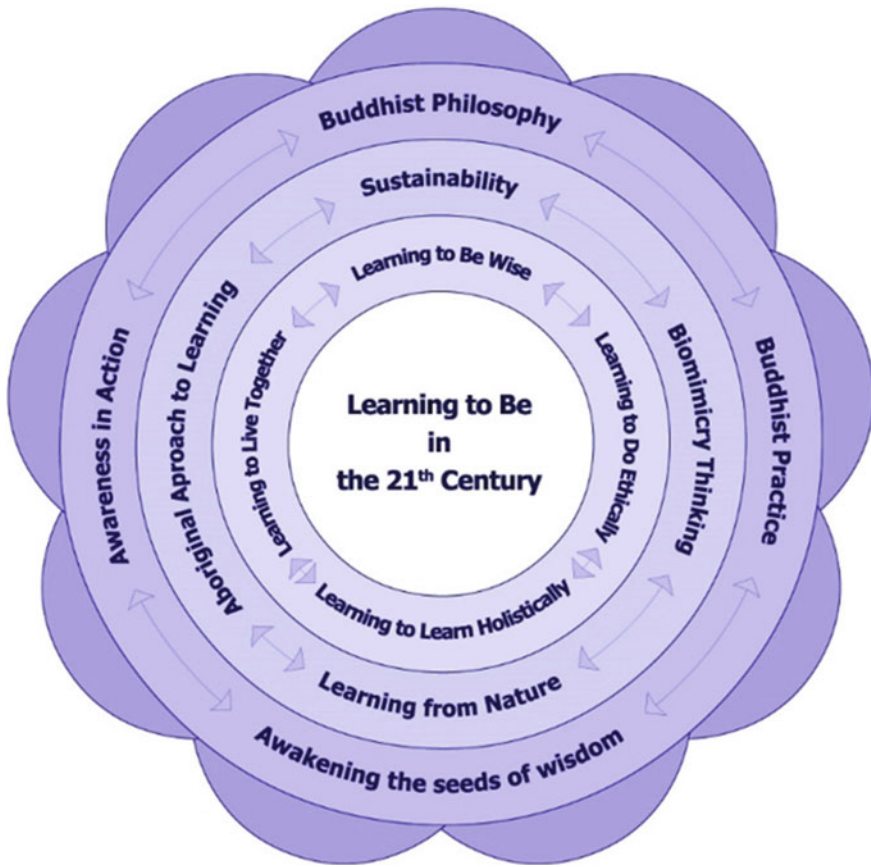 Buddhist Philosophy
Sustainability
Learning to Be Wise
Awareness in Action
Aboriginal Aproach to Learning
Learning to Live Together
Learning to Be
in
the 21th Century
Learning to Do Ethically
Biomimicry Thinking
Buddhist Practice
Learning to Learn Holistically
Learning from Nature
Awakening the seeds of wisdom